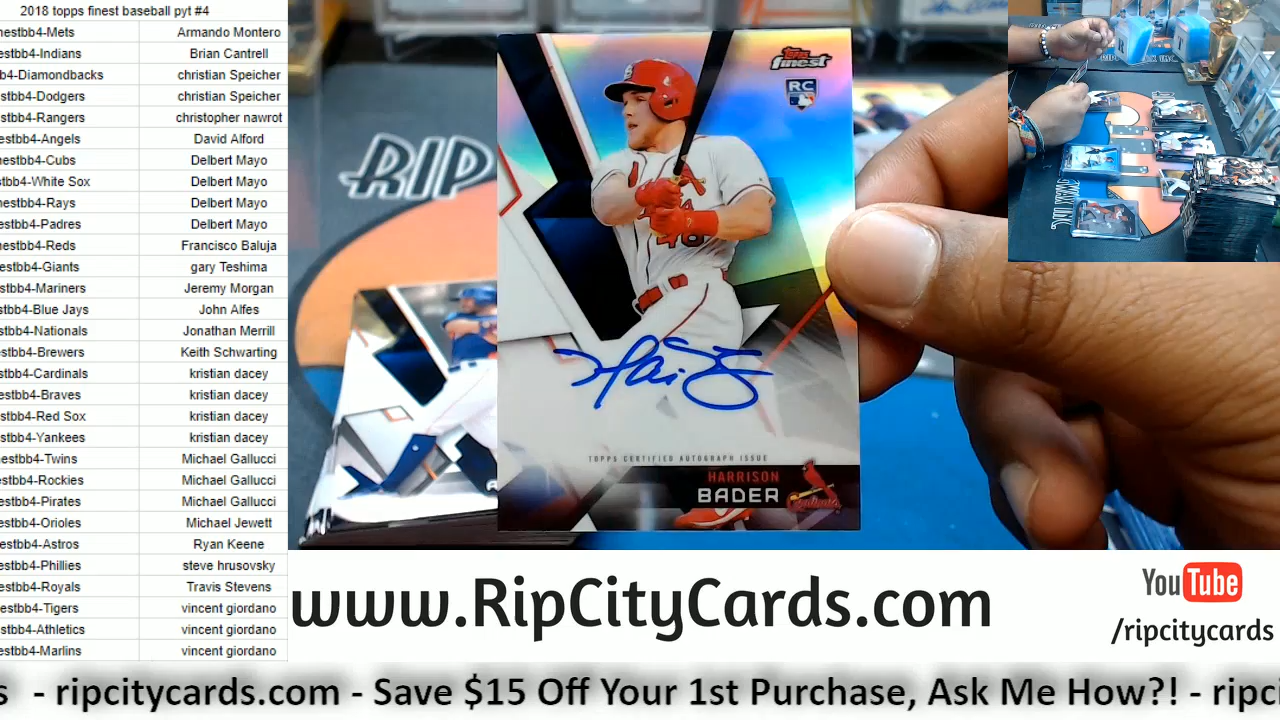 2018 topps finest baseball pyt #4
nestbb4-Mets Armando Montero
nestbb4-Indians Brian Cantrell
b4-Diamondbacks christian Speicher
stbb4-Dodgers christian Speicher
stbb4-Rangers christopher nawrot
estbb4-Angels David Alford
nestbb4-Cubs Delbert Mayo
tbb4-White Sox Delbert Mayo
nestbb4-Rays Delbert Mayo
estbb4-Padres Delbert Mayo
nestbb4-Reds Francisco Baluja
estbb4-Giants gary Teshima
stbb4-Mariners Jeremy Morgan
stbb4-Blue Jays John Alfes
stbb4-Nationals Jonathan Merrill
estbb4-Brewers Keith Schwarting
tbb4-Cardinals kristian dacey
estbb4-Braves kristian dacey
stbb4-Red Sox kristian dacey
stbb4-Yankees kristian dacey
estbb4-Twins Michael Gallucci
stbb4-Rockies Michael Gallucci
stbb4-Pirates Michael Gallucci
estbb4-Orioles Michael Jewett
estbb4-Astros Ryan Keene
stbb4-Phillies steve hrusovsky
estbb4-Royals Travis Stevens
nestbb4-Tigers vincent giordano
stbb4-Athletics vincent giordano
stbb4-Marlins vincent giordano
RIP
Topps
finest
RC
46
TOPPS CERTIFIED AUTOGRAPH ISSUE
HARRISON
BADER
Cardinals
www.RipCityCards.com
YouTube
/ripcitycards
s - ripcitycards.com - Save $15 Off Your 1st Purchase, Ask Me How?! - ripci